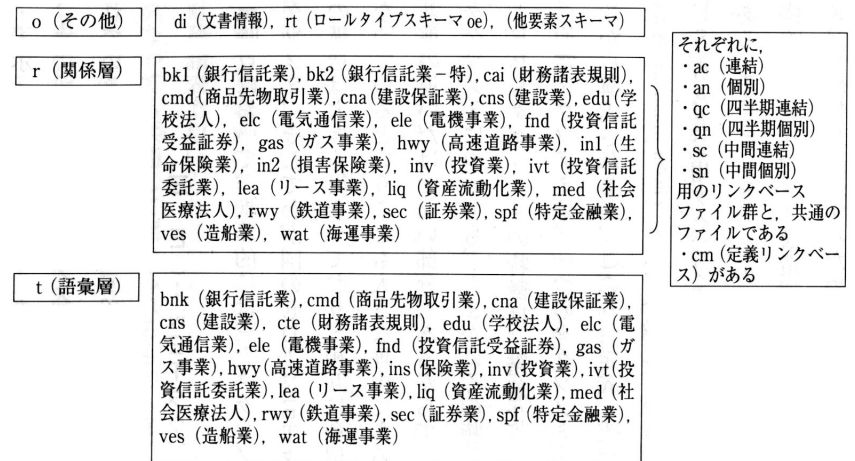 o（その他）
di（文書情報），rt（ロールタイプスキーマ oe），（他要素スキーマ）
r（関係層）
bk1（銀行信託業），bk2（銀行信託業－特），cai（財務諸表規則），
cmd（商品先物取引業），cna（建設保証業），cns（建設業），edu（学
校法人），elc（電気通信業），ele（電機事業），fnd（投資信託
受益証券），gas（ガス事業），hwy（高速道路事業），in1（生
命保険業），in2（損害保険業），inv（投資業），ivt（投資信託
委託業），lea（リース事業），liq（資産流動化業），med（社会
医療法人），rwy（鉄道事業），sec（証券業），spf（特定金融業），
ves（造船業），wat（海運事業）
それぞれに，
・ac（連結）
・an（個別）
・qc（四半期連結）
・qn（四半期個別）
・sc（中間連結）
・sn（中間個別）
用のリンクベース
ファイル群と，共通の
ファイルである
・cm（定義リンクベー
ス）がある
t（語彙層）
bnk（銀行信託業），cmd（商品先物取引業），cna（建設保証業），
cns（建設業），cte（財務諸表規則），edu（学校法人），elc（電
気通信業），ele（電機事業），fnd（投資信託受益証券），gas（ガ
ス事業），hwy（高速道路事業），ins（保険業），inv（投資業），ivt（投
資信託委託業），lea（リース事業），liq（資産流動化業），med（社
会医療法人），rwy（鉄道事業），sec（証券業），spf（特定金融業），
ves（造船業），wat（海運事業）